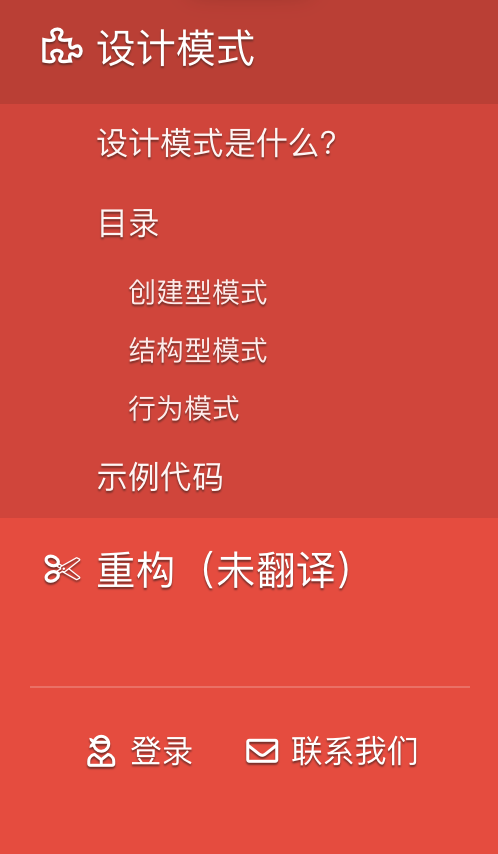 设计模式
设计模式是什么?
目录
创建型模式
结构型模式
行为模式
示例代码
重构（未翻译）
登录 联系我们